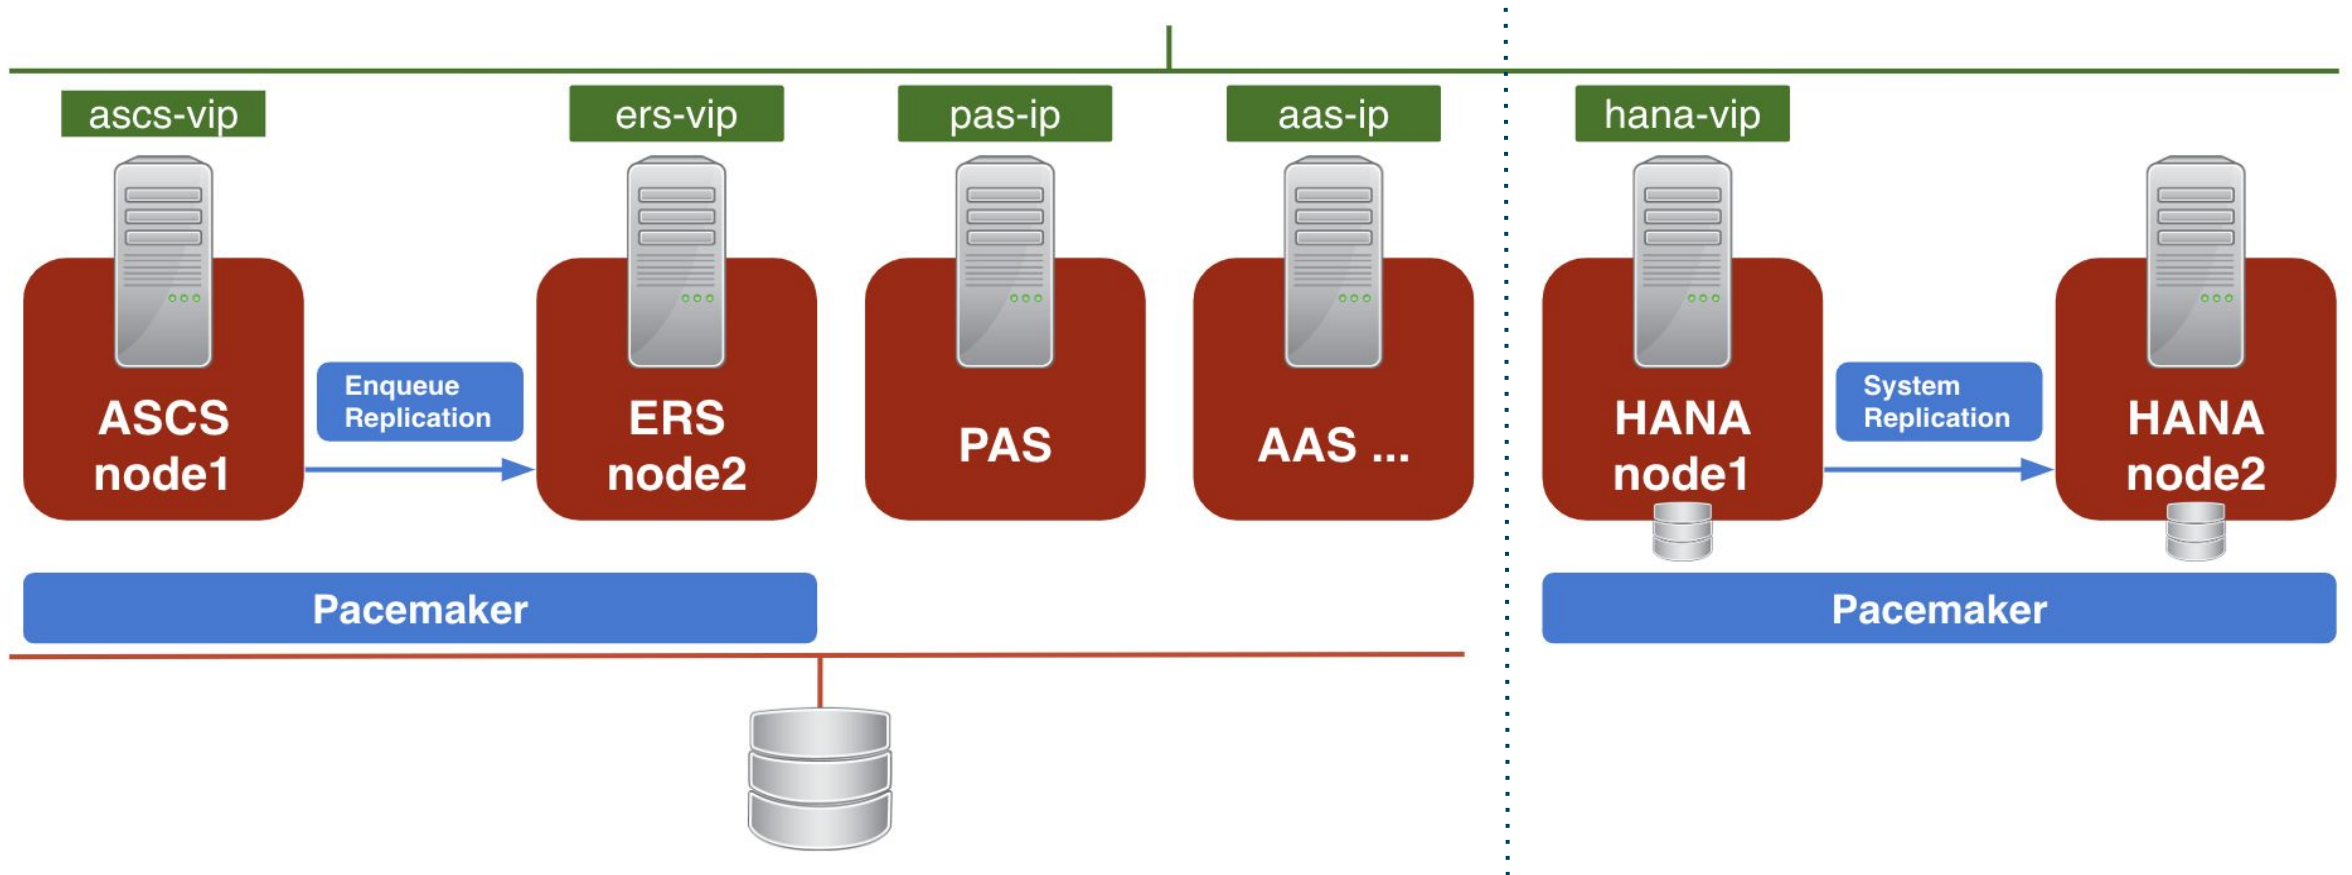 ascs-vip
ers-vip
pas-ip
aas-ip
hana-vip
ASCS
node1
Enqueue
Replication
ERS
node2
PAS
AAS ...
HANA
node1
System
Replication
HANA
node2
Pacemaker
Pacemaker